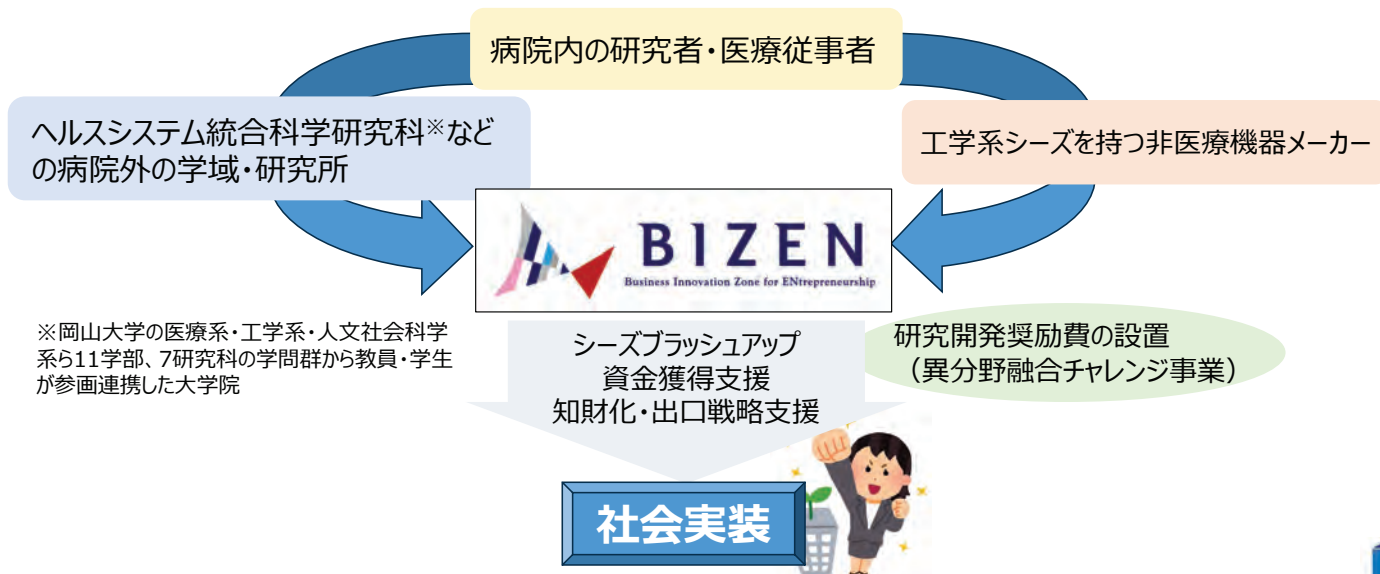 病院内の研究者・医療従事者
ヘルスシステム統合科学研究科※など
の病院外の学域・研究所
工学系シーズを持つ非医療機器メーカー
BIZEN
Business Innovation Zone for ENtrepreneurship
※岡山大学の医療系・工学系・人文社会科学
系ら11学部、7研究科の学問群から教員・学生
が参画連携した大学院
シーズブラッシュアップ
資金獲得支援
知財化・出口戦略支援
研究開発奨励費の設置
（異分野融合チャレンジ事業）
社会実装